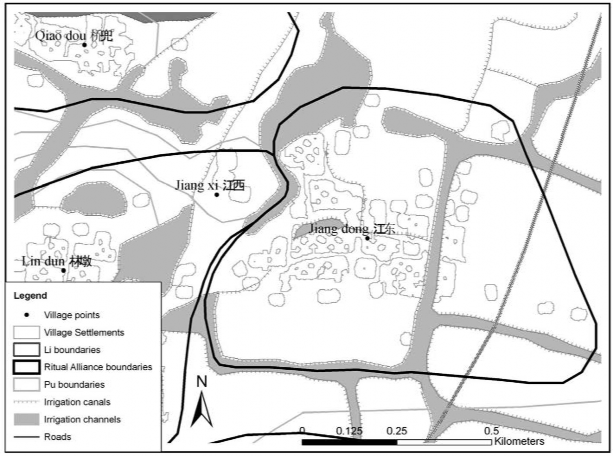 Qiao dou 桥兜
Jiang xi 江西
Jiang dong 江东
Lin dun 林墩
Legend
Village points
Village Settlements
Li boundaries
Ritual Alliance boundaries
Pu boundaries
Irrigation canals
Irrigation channels
Roads
N
0 0.125 0.25 0.5
Kilometers